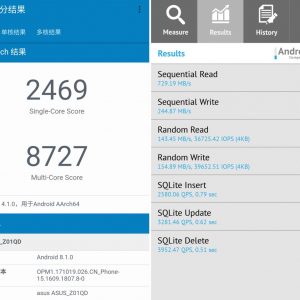 分结果
单核结果
多核结果
ch 结果
2469
Single-Core Score
8727
Multi-Core Score
4.1.0，用于Android AArch64
_Z01QD
Android 8.1.0
本
OPM1.171019.026.CN_Phone-
15.1609.1807.8-0
asus ASUS_Z01QD
Measure
Results
History
Results
Andro
Sequential Read
729.19 MB/s
Sequential Write
244.87 MB/s
Random Read
143.45 MB/s, 36725.42 IOPS (4KB)
Random Write
154.89 MB/s, 39652.51 IOPS(4KB)
SQLite Insert
2380.06 QPS, 0.79 sec
SQLite Update
3281.46 QPS, 0.62 sec
SQLite Delete
3952.47 QPS, 0.51 sec